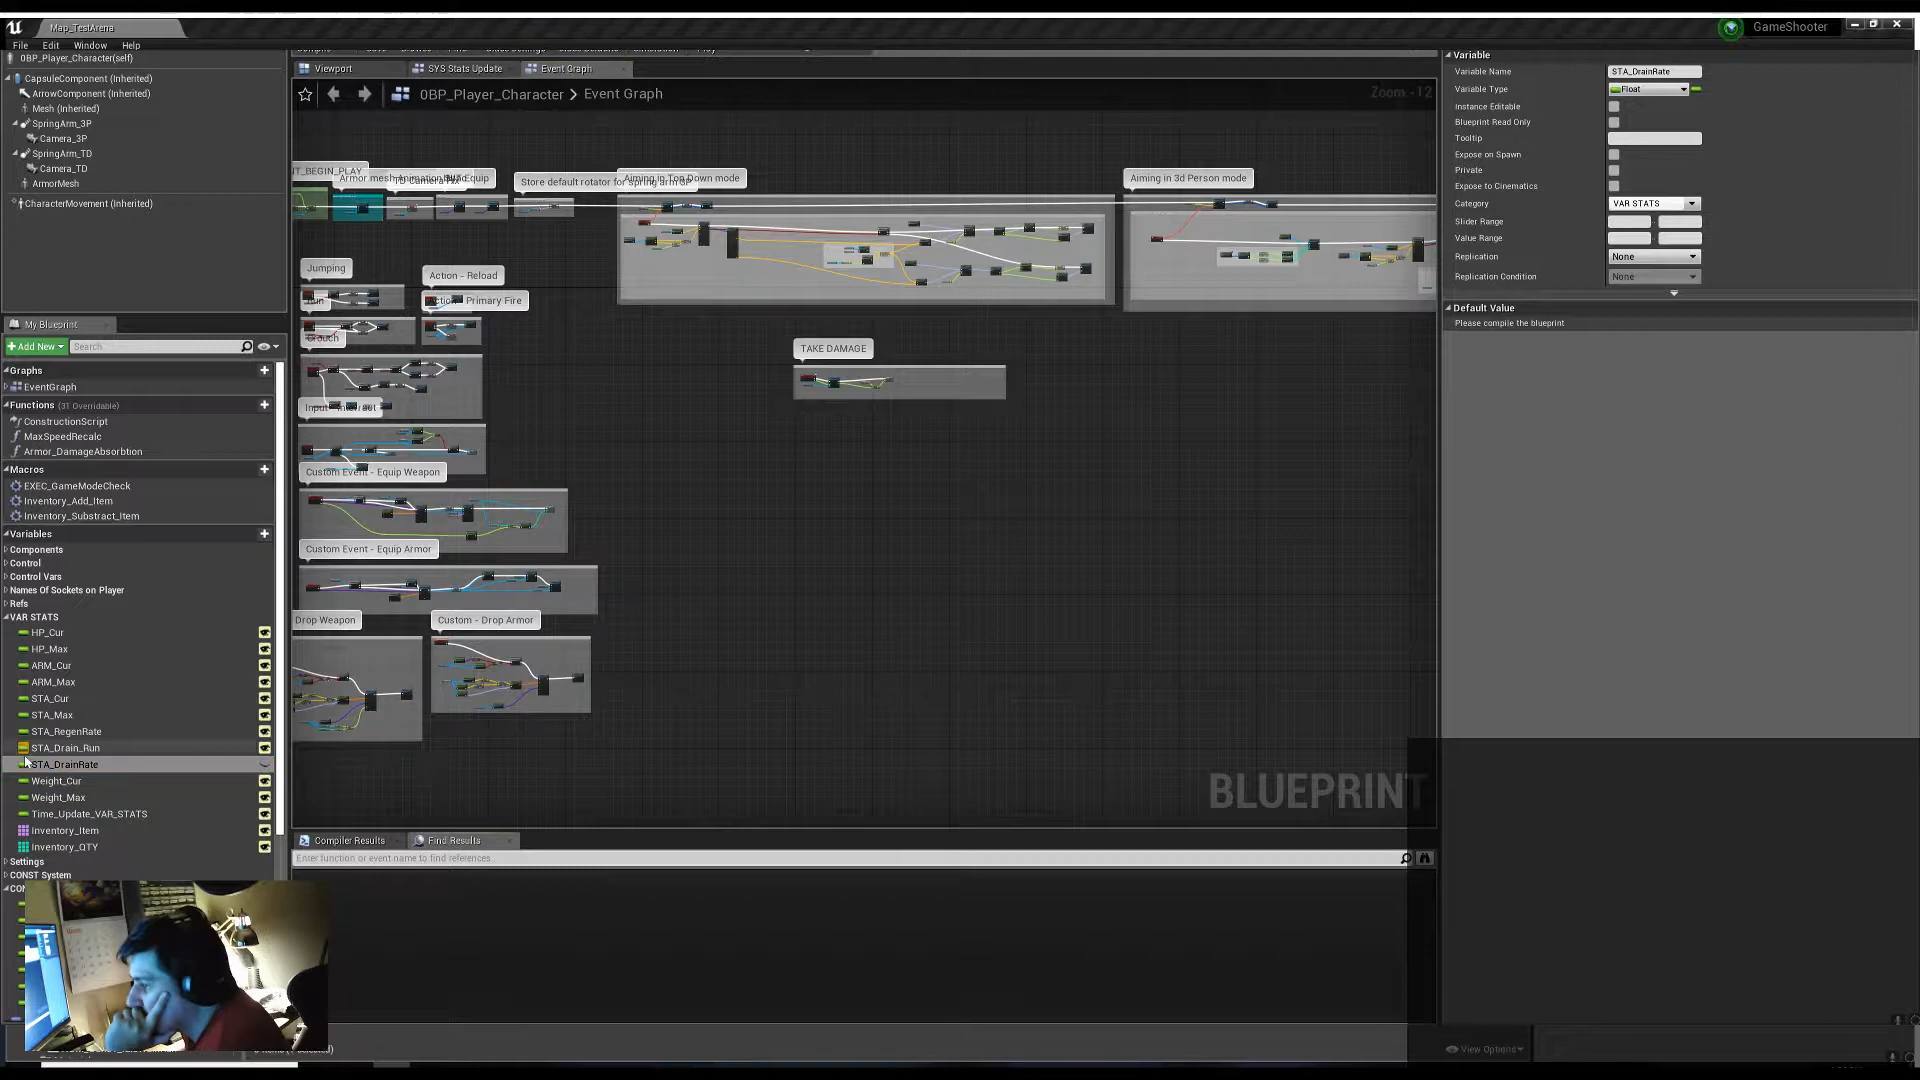 Map_TestArena
GameShooter
File Edit Window Help
0BP_Player_Character(self)
CapsuleComponent (Inherited)
ArrowComponent (Inherited)
Mesh (Inherited)
SpringArm_3P
Camera_3P
SpringArm_TD
Camera_TD
ArmorMesh
CharacterMovement (Inherited)
My Blueprint
Add New
Search
Graphs
EventGraph
Functions (31 Overridable)
ConstructionScript
MaxSpeedRecalc
Armor_DamageAbsorbtion
Macros
EXEC_GameModeCheck
Inventory_Add_Item
Inventory_Substract_Item
Variables
Components
Control
Control Vars
Names Of Sockets on Player
Refs
VAR STATS
HP_Cur
HP_Max
ARM_Cur
ARM_Max
STA_Cur
STA_Max
STA_RegenRate
STA_Drain_Run
STA_DrainRate
Weight_Cur
Weight_Max
Time_Update_VAR_STATS
Inventory_Item
Inventory_QTY
Settings
CONST System
Viewport
SYS Stats Update
Event Graph
0BP_Player_Character > Event Graph
Zoom -12
Store default rotator for spring arm
Aiming in Top Down mode
Aiming in 3d Person mode
Jumping
Action - Reload
Primary Fire
Crouch
TAKE DAMAGE
Custom Event - Equip Weapon
Custom Event - Equip Armor
Drop Weapon
Custom - Drop Armor
BLUEPRINT
Compiler Results
Find Results
Enter function or event name to find references
Variable
Variable Name STA_DrainRate
Variable Type Float
Instance Editable
Blueprint Read Only
Tooltip
Expose on Spawn
Private
Expose to Cinematics
Category VAR STATS
Slider Range
Value Range
Replication None
Replication Condition None
Default Value
Please compile the blueprint
View Options